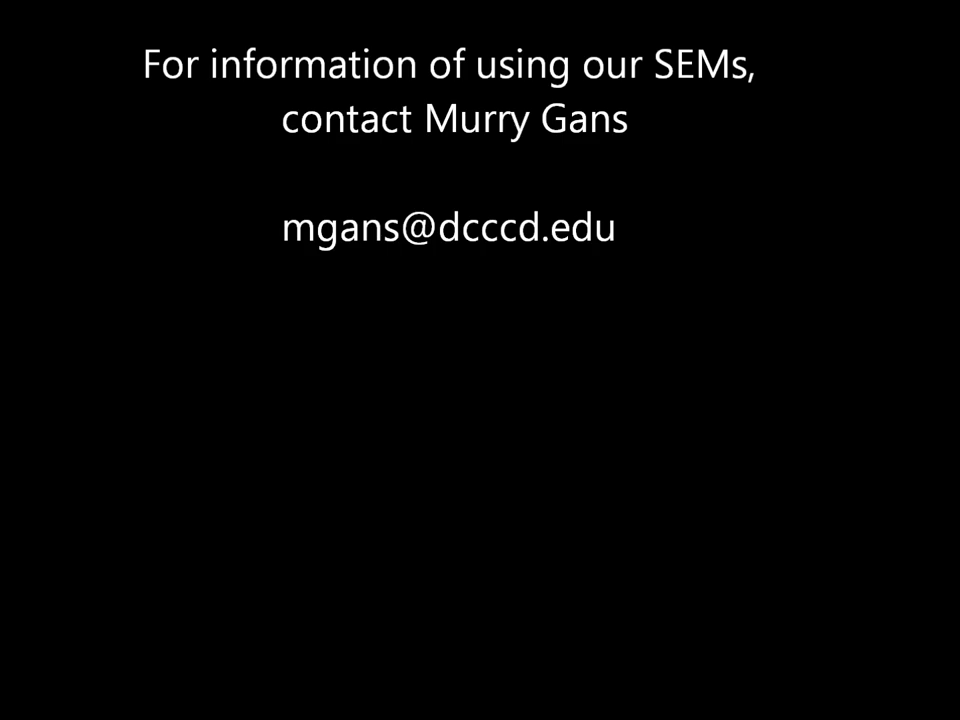 For information of using our SEMs,
contact Murry Gans
mgans@dcccd.edu